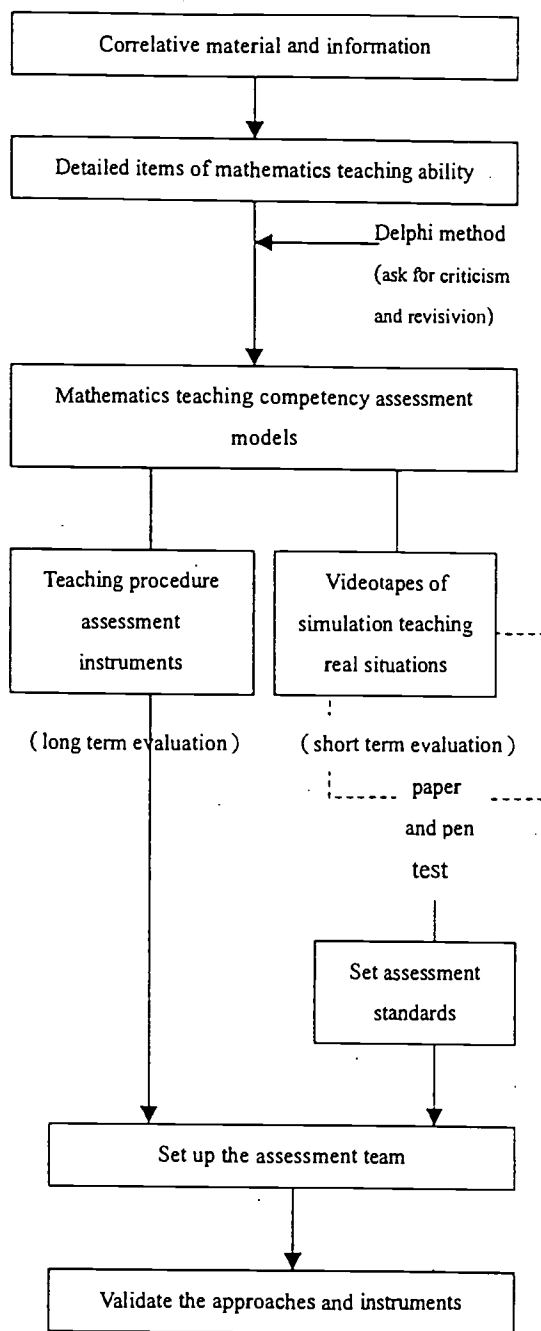 Correlative material and information
Detailed items of mathematics teaching ability
Delphi method
(ask for criticism
and revisivion)
Mathematics teaching competency assessment
models
Teaching procedure
assessment
instruments
Videotapes of
simulation teaching
real situations
(long term evaluation)
(short term evaluation)
paper
and pen
test
Set assessment
standards
Set up the assessment team
Validate the approaches and instruments